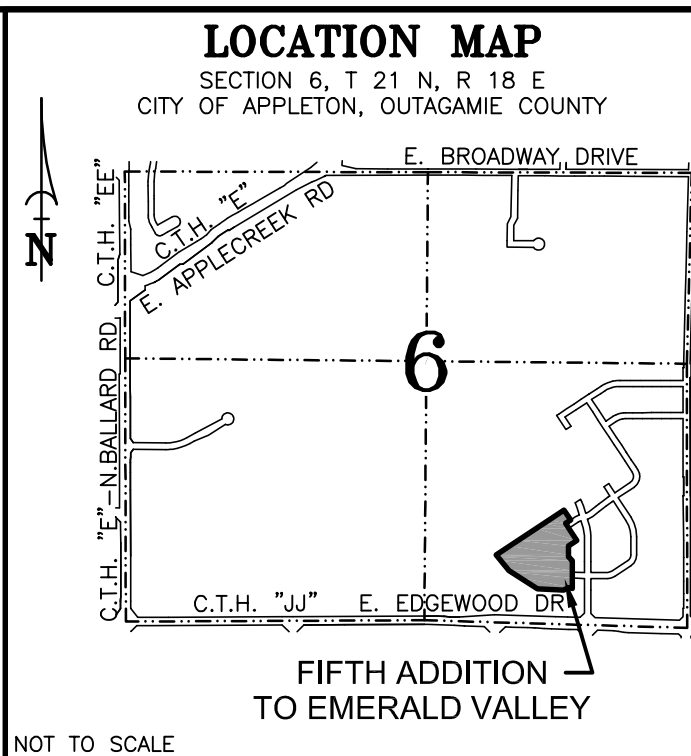 LOCATION MAP
SECTION 6, T 21 N, R 18 E
CITY OF APPLETON, OUTAGAMIE COUNTY
N
E. BROADWAY DRIVE
C.T.H. "EE"
C.T.H. "E"
E. APPLECREEK RD
6
C.T.H. "E"-N.BALLARD RD
C.T.H. "JJ" E. EDGEWOOD DR
FIFTH ADDITION
TO EMERALD VALLEY
NOT TO SCALE